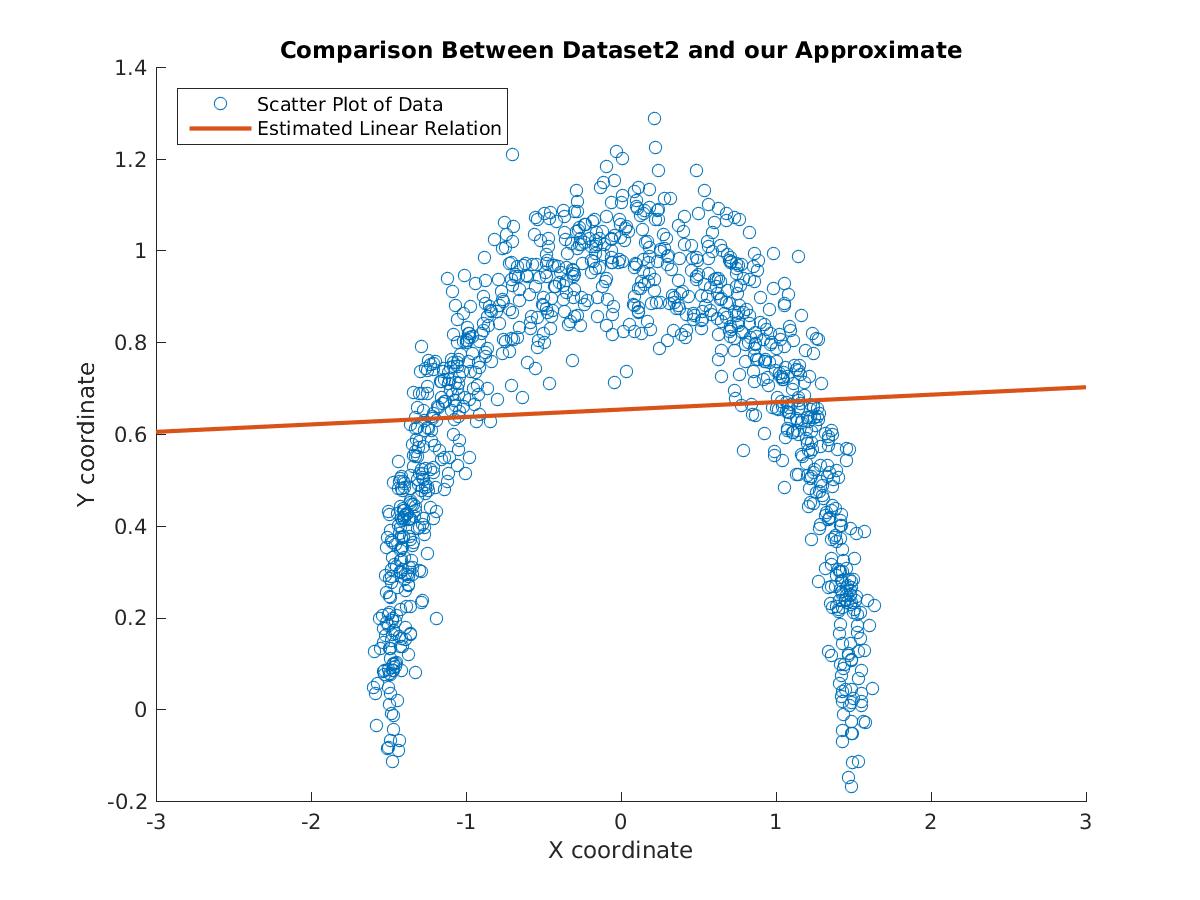 Comparison Between Dataset2 and our Approximate
1.4
Scatter Plot of Data
Estimated Linear Relation
1.2
1
0.8
0.6
0.4
0.2
0
-0.2
Y coordinate
-3 -2 -1 0 1 2 3
X coordinate